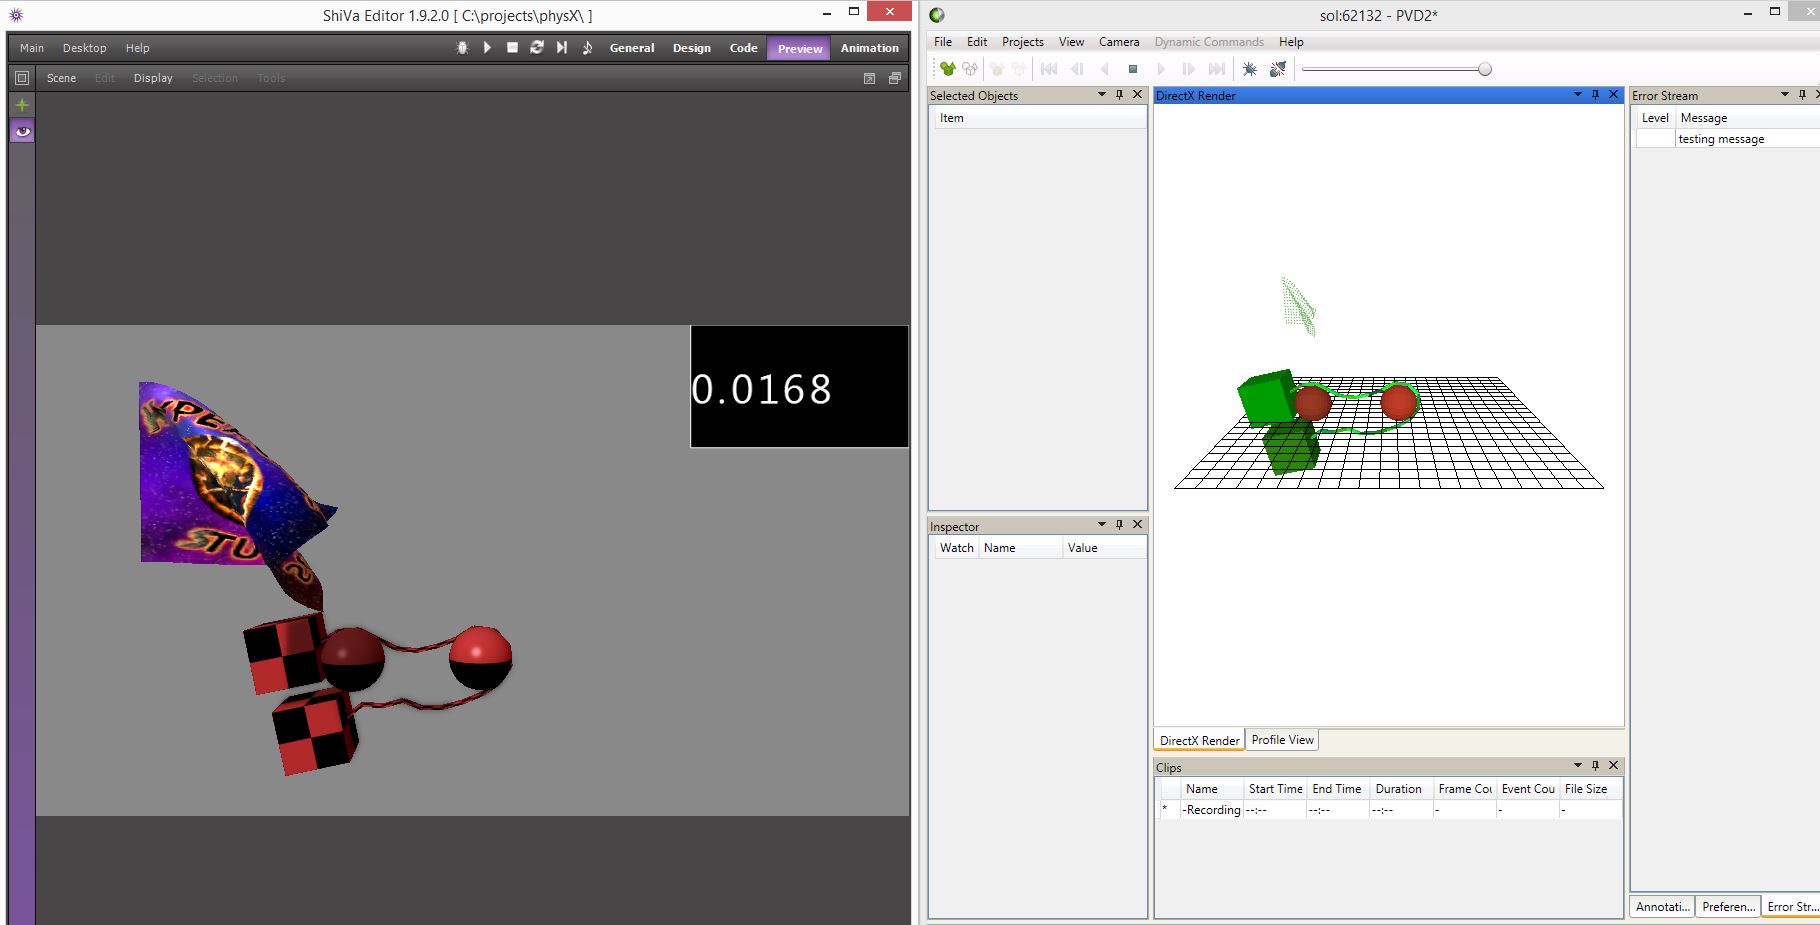 ShiVa Editor 1.9.2.0 [ C:\projects\physX\ ]
Main Desktop Help General Design Code Preview Animation
Scene Edit Display Selection Tools
0.0168
STU
sol:62132 - PVD2*
File Edit Projects View Camera Dynamic Commands Help
Selected Objects
Item
Inspector
Watch Name Value
DirectX Render
DirectX Render Profile View
Clips
Name Start Time End Time Duration Frame Cou Event Cou File Size
* -Recording --:-- --:-- --:-- - - -
Error Stream
Level Message
testing message
Annotati... Preferen... Error Str...